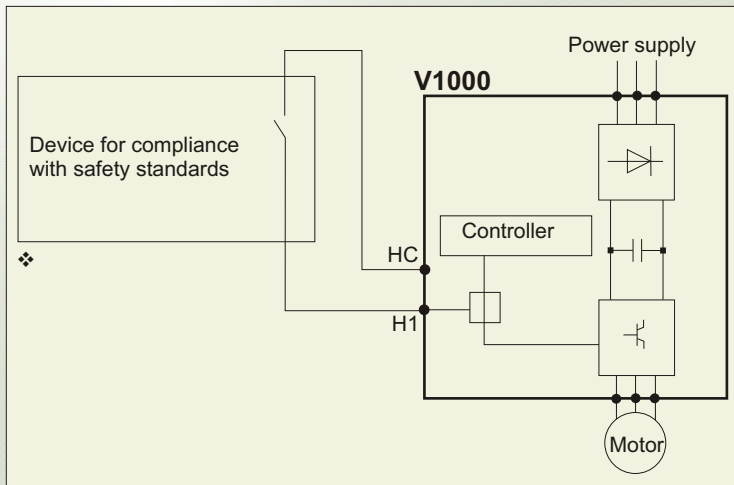 Power supply
V1000
Device for compliance
with safety standards
Controller
HC
H1
Motor